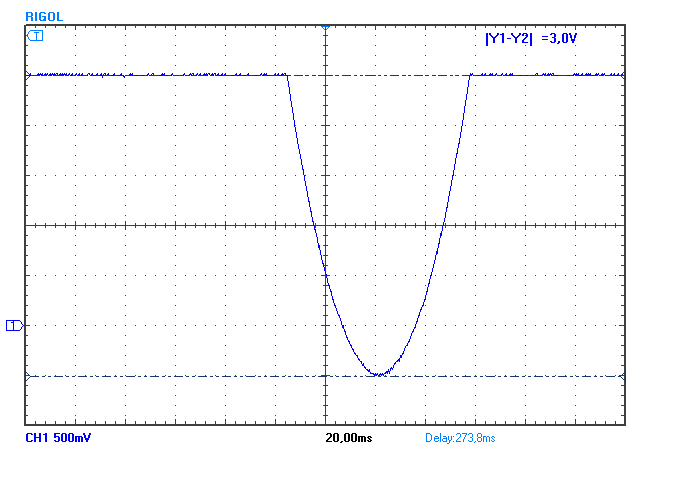 RIGOL
T
|Y1-Y2| =3,0V
1
CH1 500mV 20,00ms Delay:273,8ms